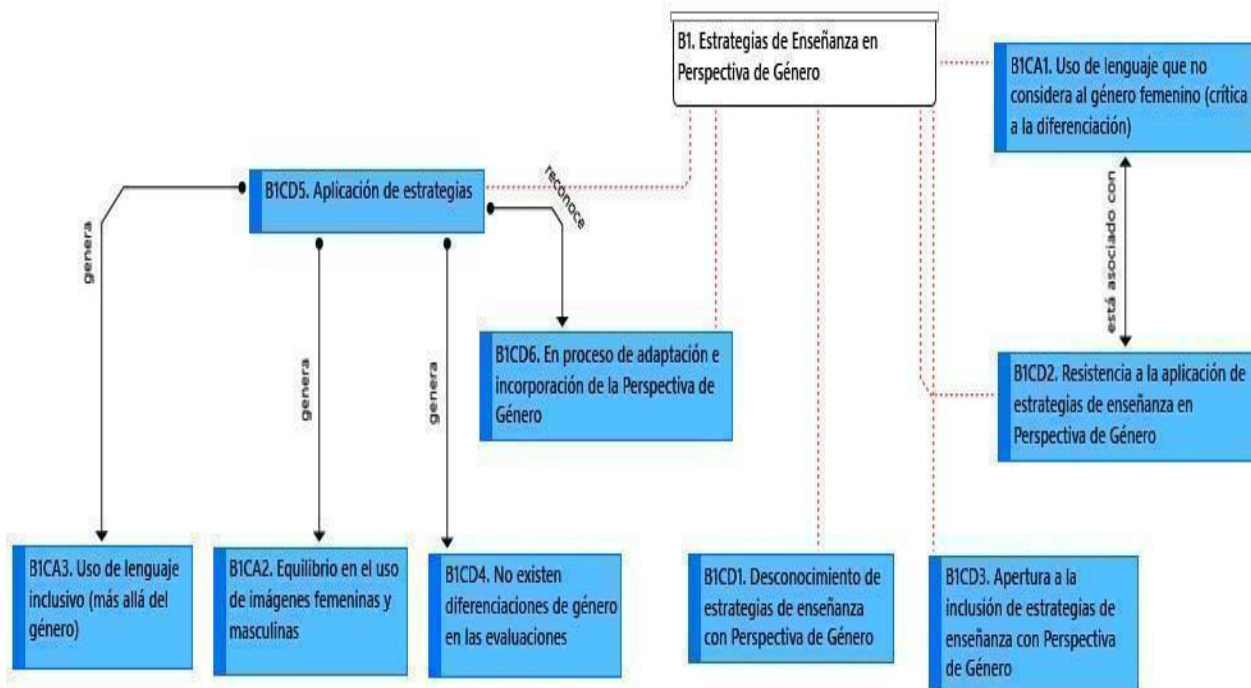 B1. Estrategias de Enseñanza en
Perspectiva de Género
B1CA1. Uso de lenguaje que no
considera al género femenino (crítica
a la diferenciación)
B1CD5. Aplicación de estrategias
reconoce
genera
genera
genera
está asociado con
B1CD6. En proceso de adaptación e
incorporación de la Perspectiva de
Género
B1CD2. Resistencia a la aplicación de
estrategias de enseñanza en
Perspectiva de Género
B1CA3. Uso de lenguaje
inclusivo (más allá del
género)
B1CA2. Equilibrio en el uso
de imágenes femeninas y
masculinas
B1CD4. No existen
diferenciaciones de género
en las evaluaciones
B1CD1. Desconocimiento de
estrategias de enseñanza
con Perspectiva de Género
B1CD3. Apertura a la
inclusión de estrategias de
enseñanza con Perspectiva
de Género